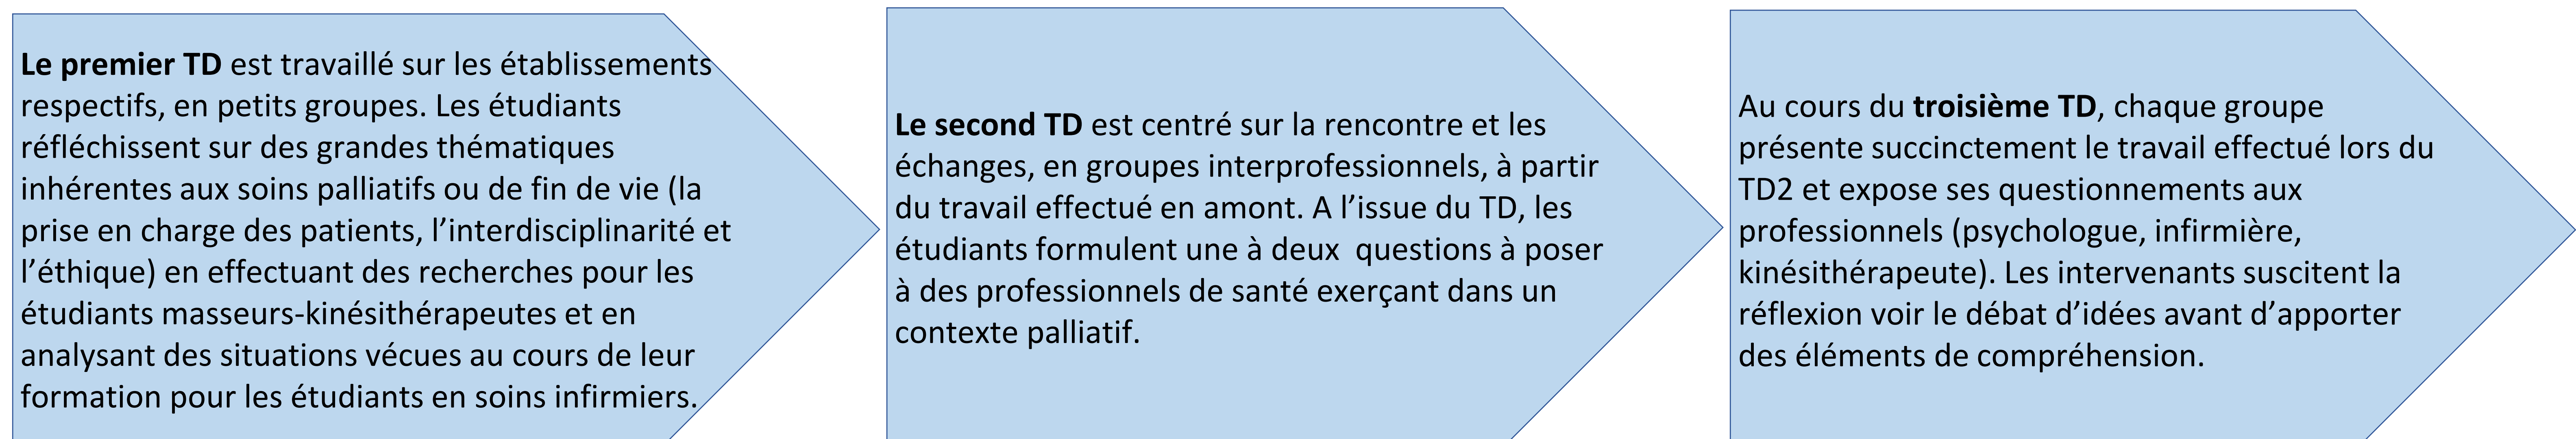 Le premier TD est travaillé sur les établissements
respectifs, en petits groupes. Les étudiants
réfléchissent sur des grandes thématiques
inhérentes aux soins palliatifs ou de fin de vie (la
prise en charge des patients, l’interdisciplinarité et
l’éthique) en effectuant des recherches pour les
étudiants masseurs-kinésithérapeutes et en
analysant des situations vécues au cours de leur
formation pour les étudiants en soins infirmiers.
Le second TD est centré sur la rencontre et les
échanges, en groupes interprofessionnels, à partir
du travail effectué en amont. A l’issue du TD, les
étudiants formulent une à deux  questions à poser
à des professionnels de santé exerçant dans un
contexte palliatif.
Au cours du troisième TD, chaque groupe
présente succinctement le travail effectué lors du
TD2 et expose ses questionnements aux
professionnels (psychologue, infirmière,
kinésithérapeute). Les intervenants suscitent la
réflexion voir le débat d’idées avant d’apporter
des éléments de compréhension.